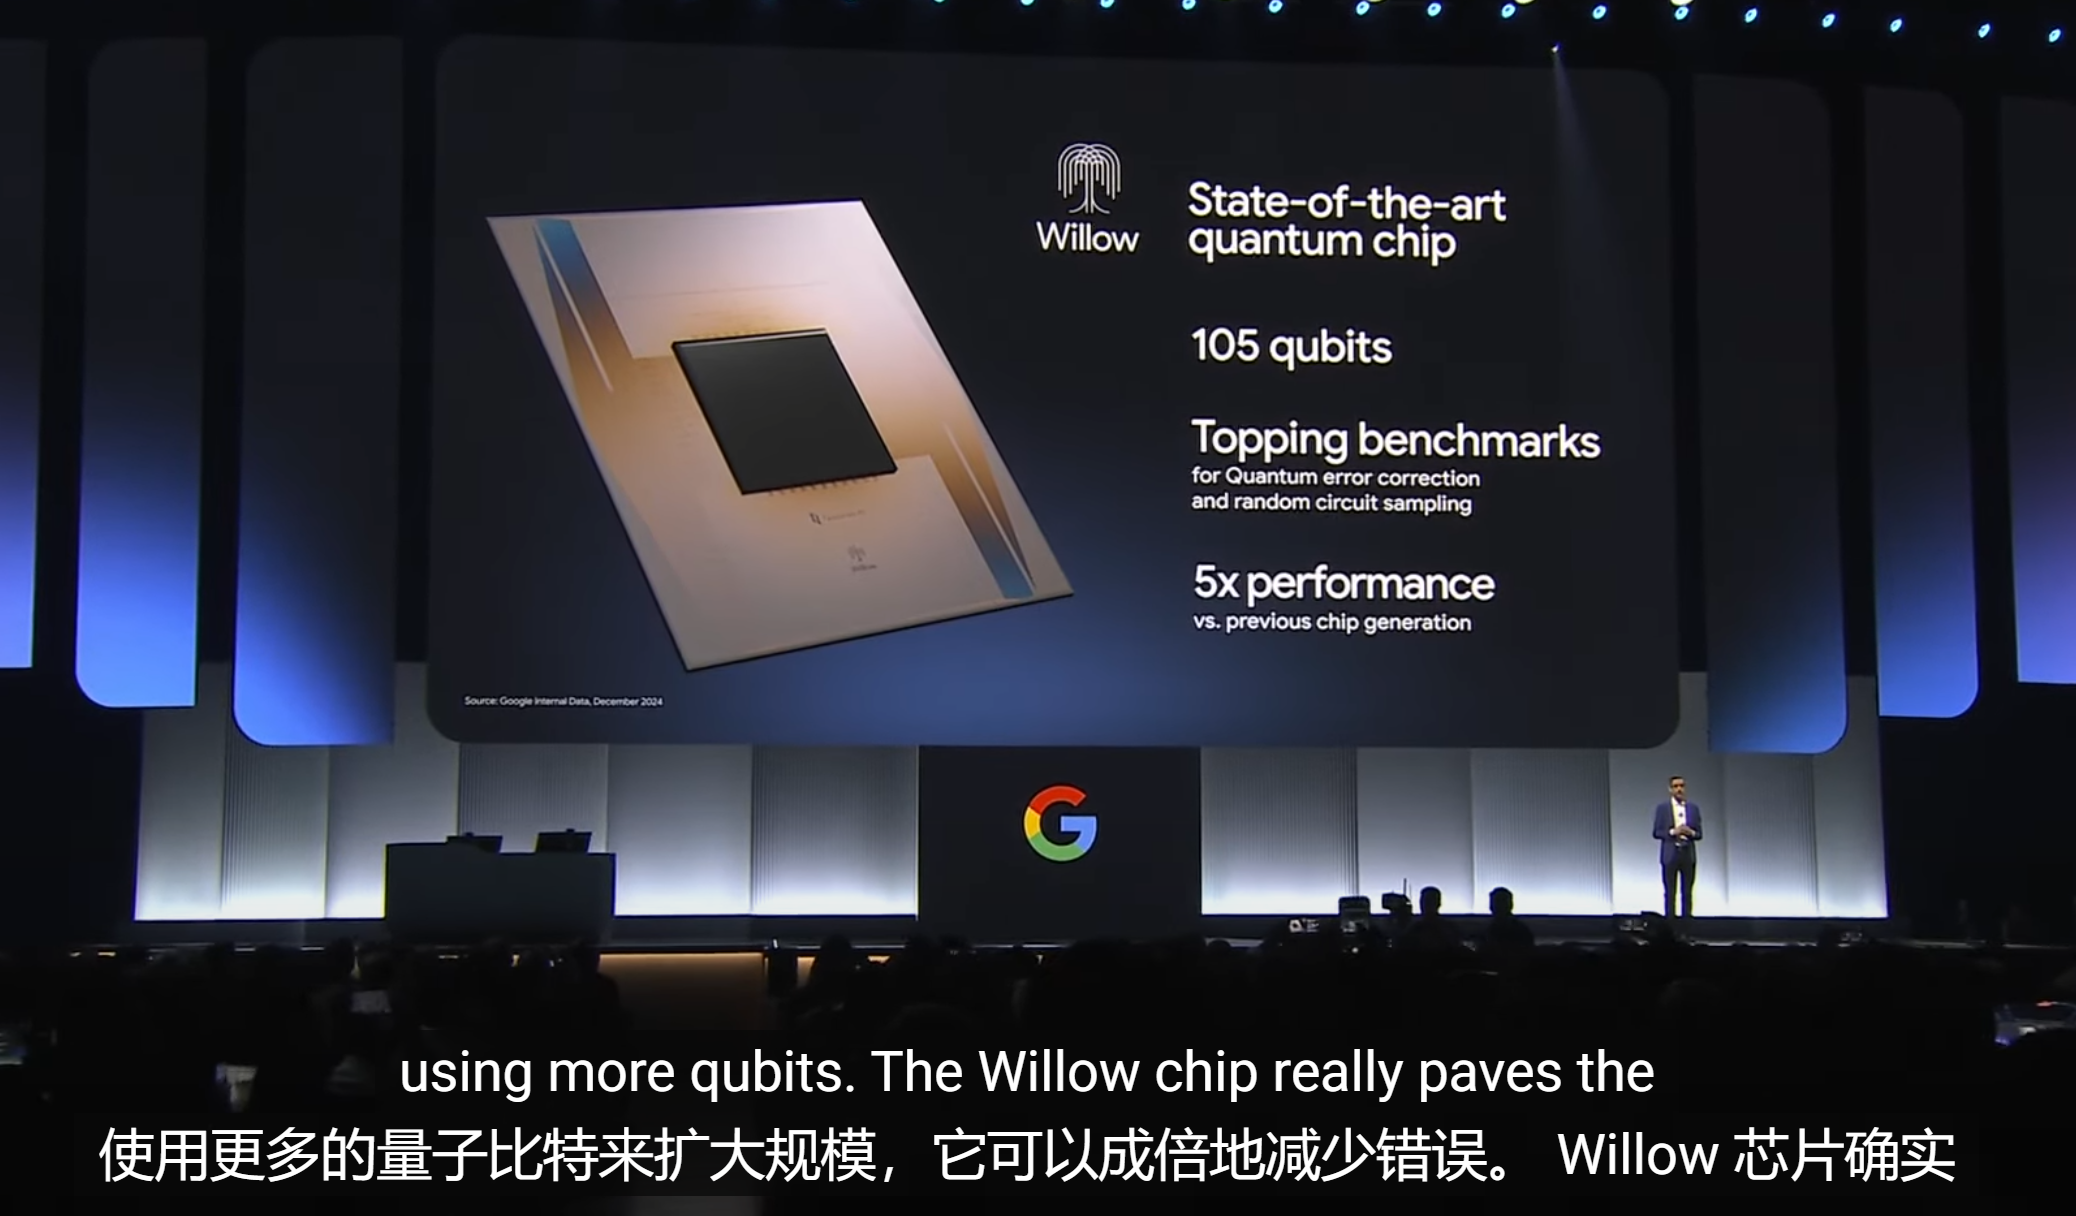 Willow
State-of-the-art
quantum chip
105 qubits
Topping benchmarks
for Quantum error correction
and random circuit sampling
5x performance
vs. previous chip generation
Source: Google Internal Data, December 2024
G
using more qubits. The Willow chip really paves the
使用更多的量子比特来扩大规模，它可以成倍地减少错误。 Willow 芯片确实